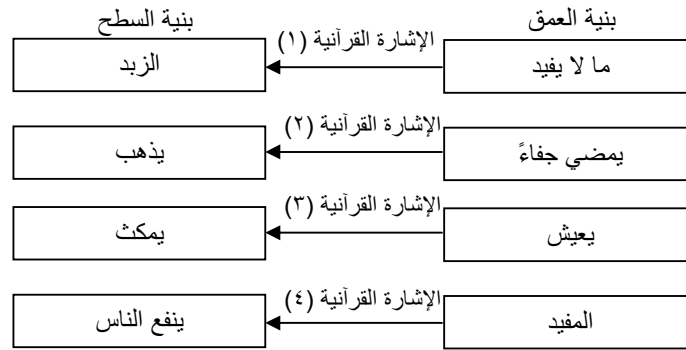 بنية العمق
بنية السطح
ما لا يفيد
الإشارة القرآنية (١)
الزبد
يمضي جفاءً
الإشارة القرآنية (٢)
يذهب
يعيش
الإشارة القرآنية (٣)
يمكث
المفيد
الإشارة القرآنية (٤)
ينفع الناس